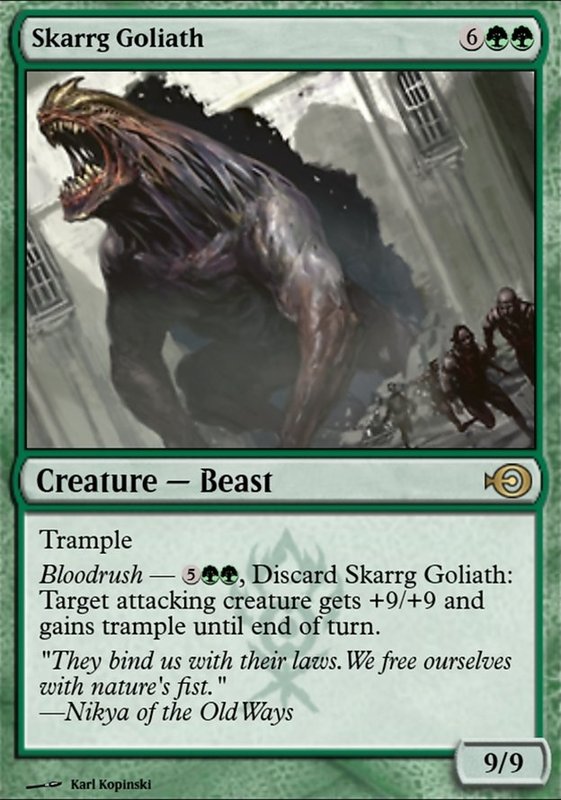 Skarrg Goliath 6
Creature — Beast
Trample
Bloodrush — 5, Discard Skarrg Goliath:
Target attacking creature gets +9/+9 and
gains trample until end of turn.
"They bind us with their laws. We free ourselves
with nature's fist."
—Nikya of the Old Ways
9/9
Karl Kopinski